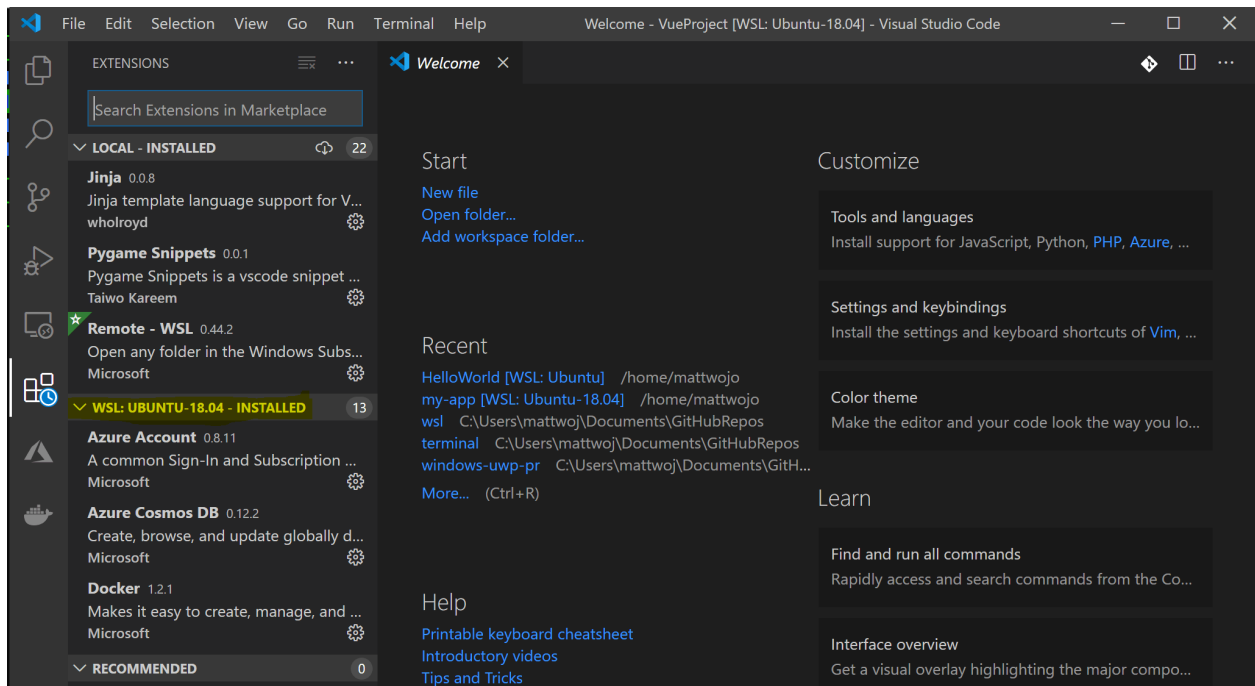 File Edit Selection View Go Run Terminal Help Welcome - VueProject [WSL: Ubuntu-18.04] - Visual Studio Code
EXTENSIONS
Search Extensions in Marketplace
LOCAL - INSTALLED 22
Jinja 0.0.8
Jinja template language support for V...
wholroyd
Pygame Snippets 0.0.1
Pygame Snippets is a vscode snippet ...
Taiwo Kareem
Remote - WSL 0.44.2
Open any folder in the Windows Subs...
Microsoft
WSL: UBUNTU-18.04 - INSTALLED 13
Azure Account 0.8.11
A common Sign-In and Subscription ...
Microsoft
Azure Cosmos DB 0.12.2
Create, browse, and update globally d...
Microsoft
Docker 1.2.1
Makes it easy to create, manage, and ...
Microsoft
RECOMMENDED 0
Welcome
Start
New file
Open folder...
Add workspace folder...
Recent
HelloWorld [WSL: Ubuntu] /home/mattwojo
my-app [WSL: Ubuntu-18.04] /home/mattwojo
wsl C:\Users\mattwoj\Documents\GitHubRepos
terminal C:\Users\mattwoj\Documents\GitHubRepos
windows-uwp-pr C:\Users\mattwoj\Documents\GitH...
More... (Ctrl+R)
Help
Printable keyboard cheatsheet
Introductory videos
Tips and Tricks
Customize
Tools and languages
Install support for JavaScript, Python, PHP, Azure, ...
Settings and keybindings
Install the settings and keyboard shortcuts of Vim, ...
Color theme
Make the editor and your code look the way you lo...
Learn
Find and run all commands
Rapidly access and search commands from the Co...
Interface overview
Get a visual overlay highlighting the major compo...